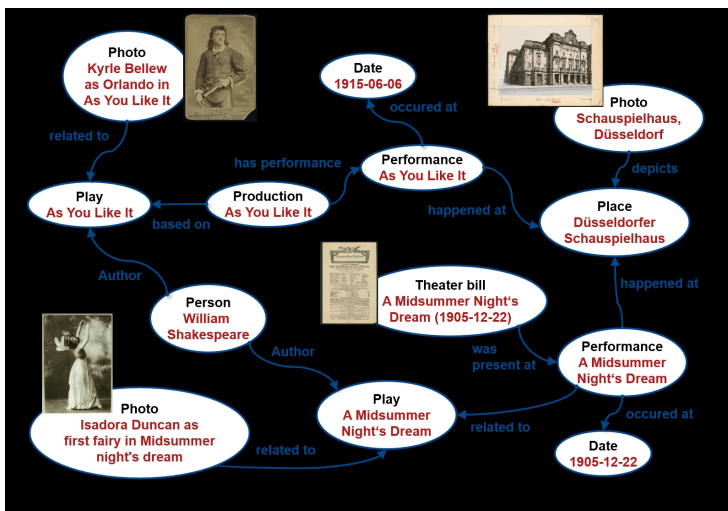 Photo
Kyrle Bellew
as Orlando in
As You Like It
Date
1915-06-06
Photo
Schauspielhaus,
Düsseldorf
related to
occured at
has performance
Performance
As You Like It
depicts
Play
As You Like It
Production
As You Like It
based on
happened at
Place
Düsseldorfer
Schauspielhaus
Author
Person
William
Shakespeare
Theater bill
A Midsummer Night‘s
Dream (1905-12-22)
happened at
Author
was
present at
Performance
A Midsummer
Night‘s Dream
Photo
Isadora Duncan as
first fairy in Midsummer
night's dream
Play
A Midsummer
Night‘s Dream
related to
related to
occured at
Date
1905-12-22